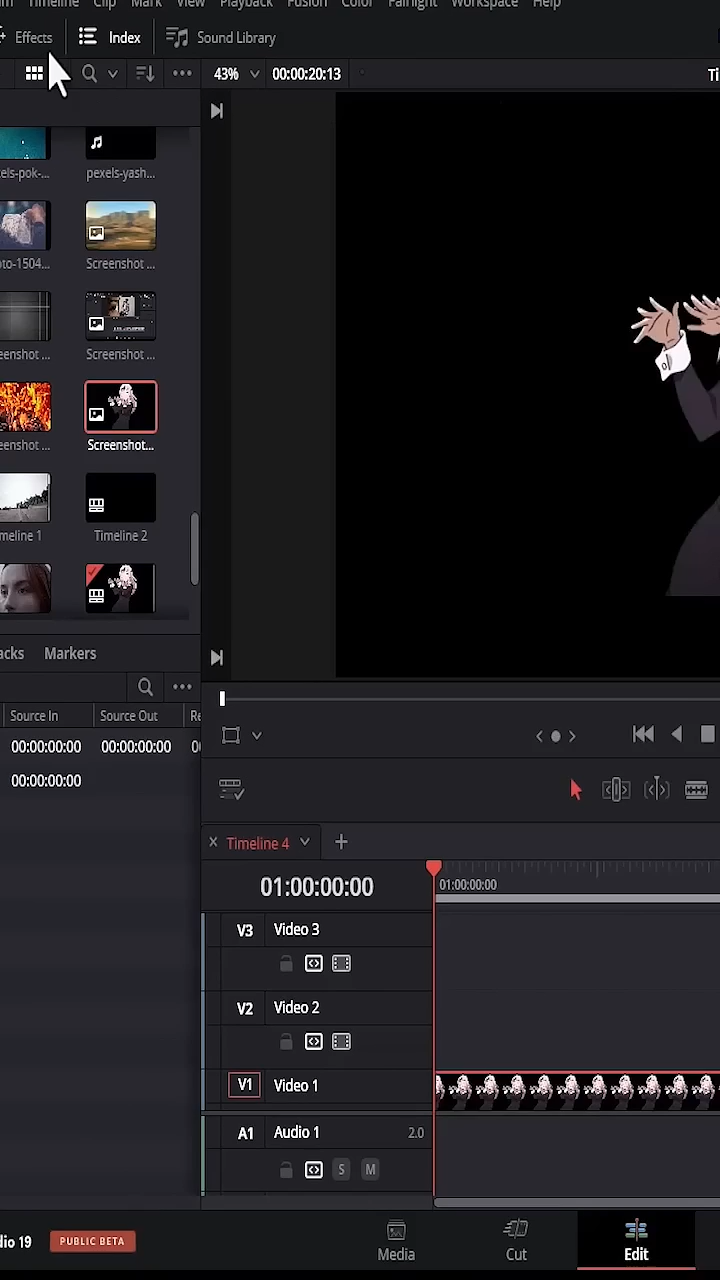 Timeline Clip Mark View Playback Fusion Color Fairlight Workspace Help
Effects Index Sound Library
43% 00:00:20:13 Ti
els-pok-... pexels-yash...
oto-1504... Screenshot ...
eenshot ... Screenshot ...
eenshot ... Screenshot...
meline 1 Timeline 2
acks Markers
Source In Source Out Re
00:00:00:00 00:00:00:00
00:00:00:00
Timeline 4
01:00:00:00 01:00:00:00
V3 Video 3
V2 Video 2
V1 Video 1
A1 Audio 1 2.0
S M
dio 19 PUBLIC BETA Media Cut Edit